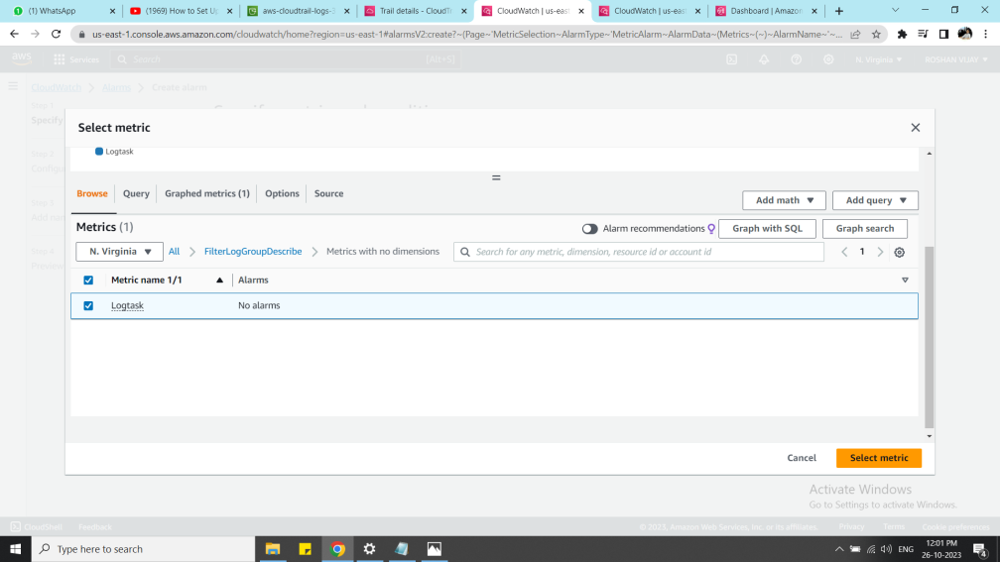 (1) WhatsApp
(1969) How to Set Up
aws-cloudtrail-logs-
Trail details - CloudT
CloudWatch | us-eas
CloudWatch | us-eas
Dashboard | Amazon
us-east-1.console.aws.amazon.com/cloudwatch/home?region=us-east-1#alarmsV2:create?~(Page~'MetricSelection~AlarmType~'MetricAlarm~AlarmData~(Metrics~(~)~AlarmName~'~...
aws
Services
Search
[Alt+S]
N. Virginia
ROSHAN VIJAY
CloudWatch
Alarms
Create alarm
Step 1
Specify
Step 2
Configu
Step 3
Add nam
Step 4
Preview
Select metric
Logtask
Browse
Query
Graphed metrics (1)
Options
Source
Add math
Add query
Metrics (1)
Alarm recommendations
Graph with SQL
Graph search
N. Virginia
All
FilterLogGroupDescribe
Metrics with no dimensions
Search for any metric, dimension, resource id or account id
1
Metric name 1/1
Alarms
Logtask
No alarms
Cancel
Select metric
Activate Windows
Go to Settings to activate Windows.
CloudShell
Feedback
© 2023, Amazon Web Services, Inc. or its affiliates.
Privacy
Terms
Cookie preferences
Type here to search
ENG
12:01 PM
26-10-2023
4